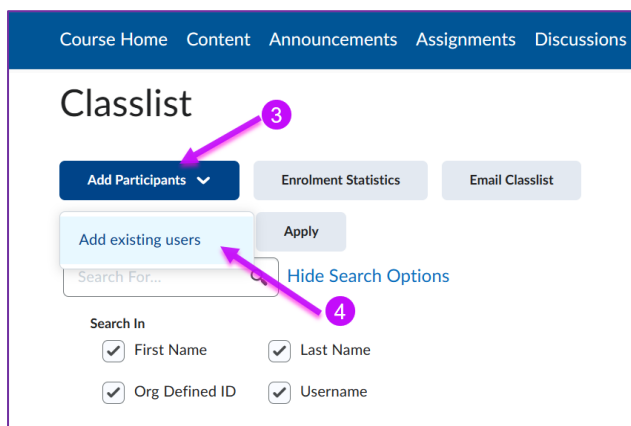 Course Home Content Announcements Assignments Discussions
Classlist
3
Add Participants Enrolment Statistics Email Classlist
Add existing users Apply
Search For... Hide Search Options
4
Search In
First Name Last Name
Org Defined ID Username